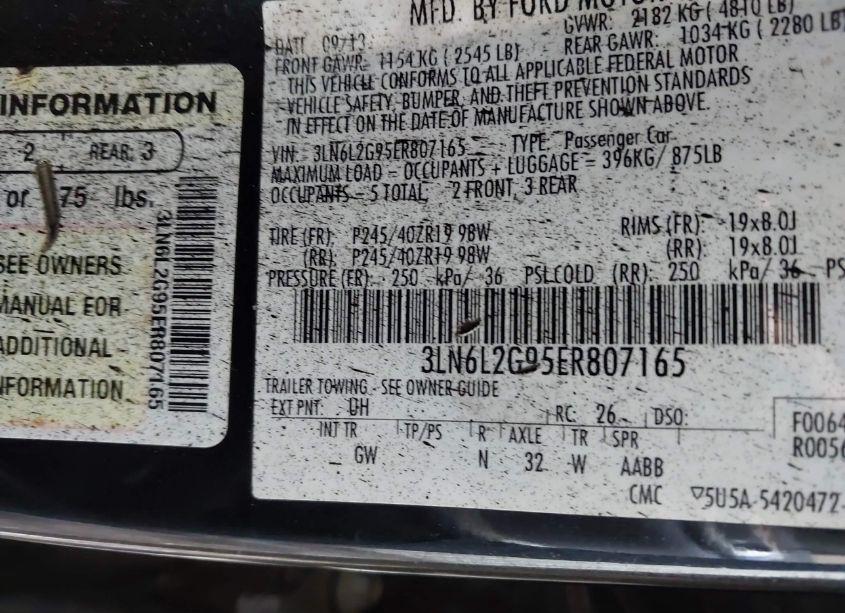 INFORMATION
2 REAR: 3
or 75 lbs.
SEE OWNERS
MANUAL FOR
ADDITIONAL
INFORMATION
3LN6L2G95ER807165
MFD. BY FORD MOTOR
DATE 09/13 GVWR: 2182 KG ( 4810 LB)
FRONT GAWR: 1154 KG ( 2545 LB) REAR GAWR: 1034 KG ( 2280 LB)
THIS VEHICLE CONFORMS TO ALL APPLICABLE FEDERAL MOTOR
VEHICLE SAFETY, BUMPER, AND THEFT PREVENTION STANDARDS
IN EFFECT ON THE DATE OF MANUFACTURE SHOWN ABOVE.
VIN: 3LN6L2G95ER807165 TYPE: Passenger Car
MAXIMUM LOAD - OCCUPANTS + LUGGAGE = 396KG/ 875LB
OCCUPANTS - 5 TOTAL, 2 FRONT, 3 REAR
TIRE (FR): P245/40ZR19 98W RIMS (FR): 19x8.0J
(RR): P245/40ZR19 98W (RR): 19x8.0J
PRESSURE (FR): 250 kPa/ 36 PSI COLD (RR): 250 kPa/ 36 PS
3LN6L2G95ER807165
TRAILER TOWING - SEE OWNER GUIDE
EXT PNT: DH RC: 26 DSO: F0064
INT TR TP/PS R AXLE TR SPR R0056
GW N 32 W AABB
CMC 5U5A-5420472-